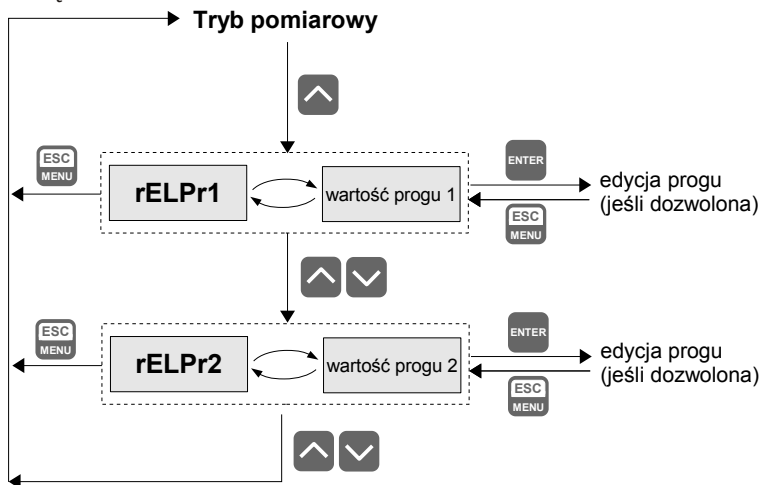 Tryb pomiarowy
ESC
MENU
rELPr1
wartość progu 1
ENTER
ESC
MENU
edycja progu
(jeśli dozwolona)
ESC
MENU
rELPr2
wartość progu 2
ENTER
ESC
MENU
edycja progu
(jeśli dozwolona)